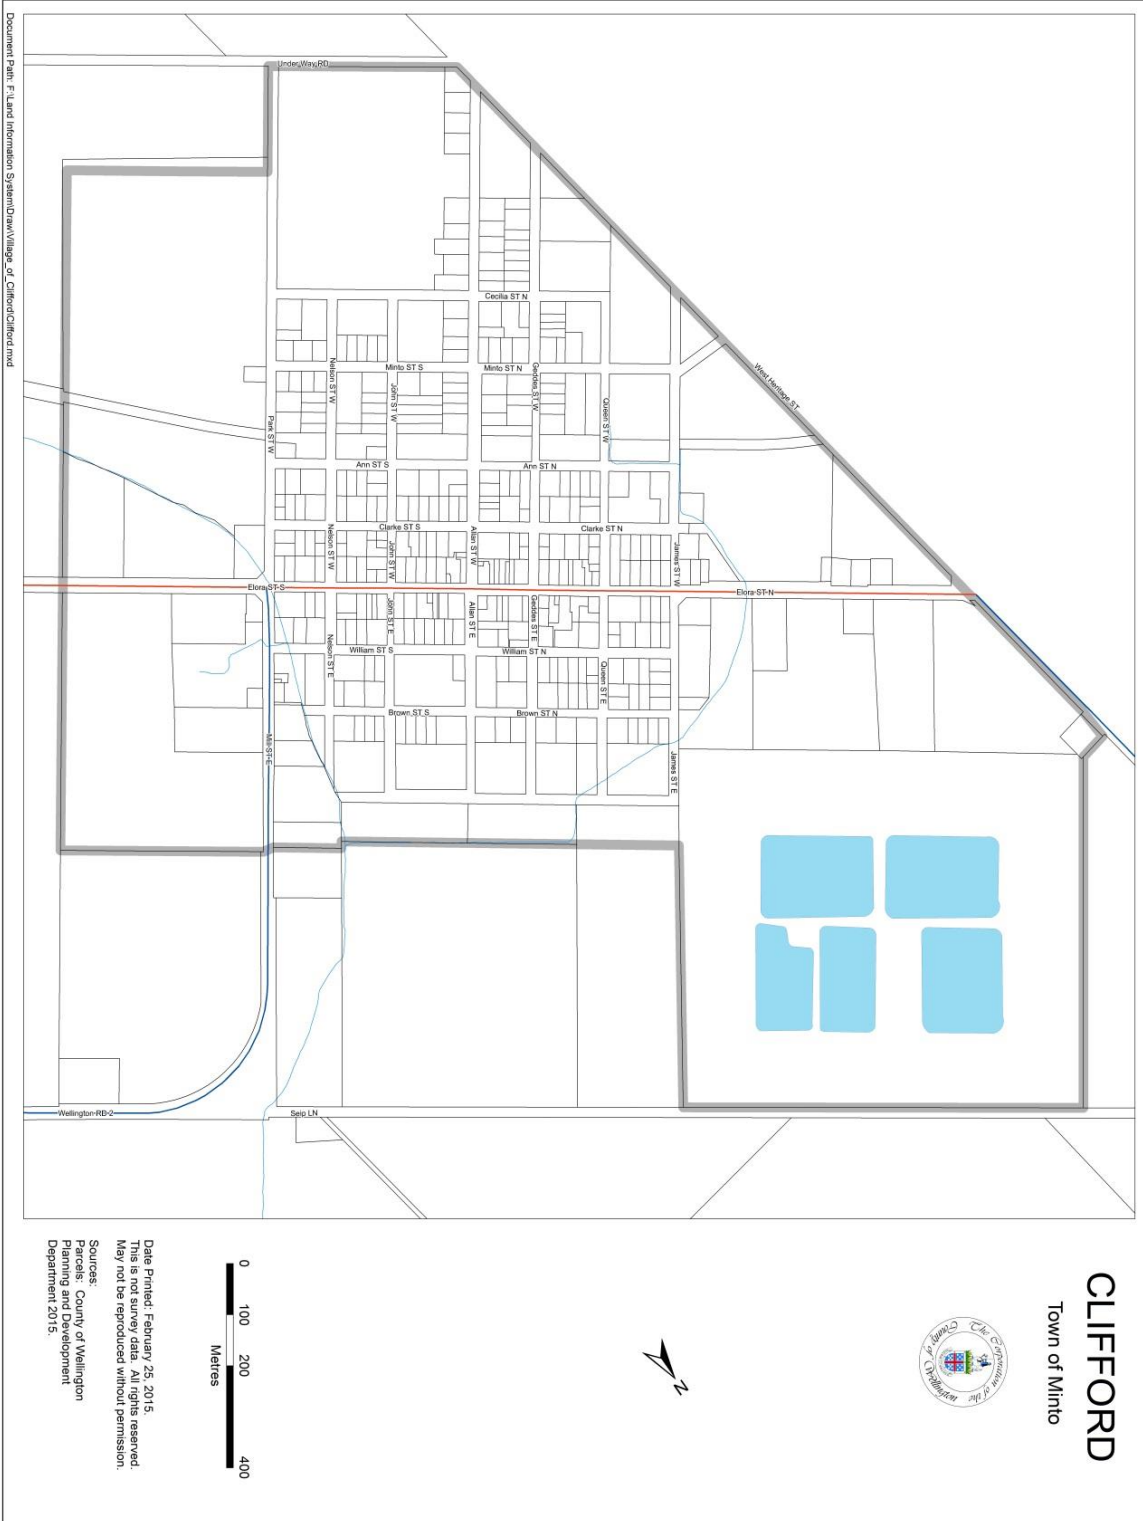 CLIFFORD
Town of Minto
The Corporation of the
County of Wellington
N
0 100 200 400
Metres
Date Printed: February 25, 2015.
This is not survey data. All rights reserved.
May not be reproduced without permission.
Sources:
Parcels: County of Wellington
Planning and Development
Department 2015.
Document Path: F:\Land Information System\Draw\Village_of_Clifford\Clifford.mxd
Under Way RD
Cecilia ST N
West Heritage ST
Minto ST S
Minto ST N
Nelson ST W
John ST W
Geddes ST W
Queen ST W
Park ST W
Ann ST S
Ann ST N
Clarke ST S
Clarke ST N
Nelson ST W
John ST W
Allan ST W
James ST W
Elora ST S
Elora ST N
John ST E
Allan ST E
Geddes ST E
Nelson ST E
William ST S
William ST N
Queen ST E
Brown ST S
Brown ST N
Mill ST E
James ST E
Wellington RD 2
Seip LN